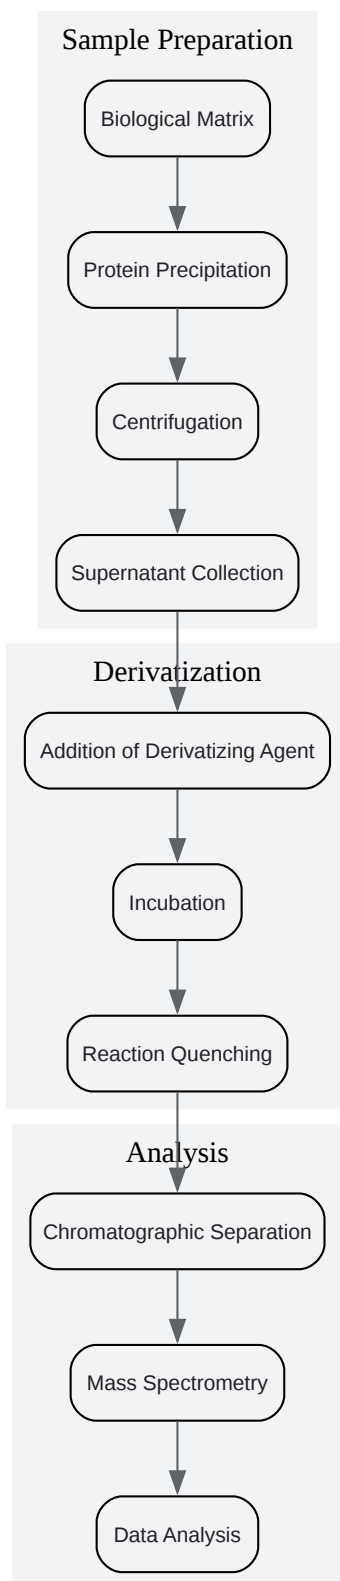 Sample Preparation
Biological Matrix
Protein Precipitation
Centrifugation
Supernatant Collection
Derivatization
Addition of Derivatizing Agent
Incubation
Reaction Quenching
Analysis
Chromatographic Separation
Mass Spectrometry
Data Analysis